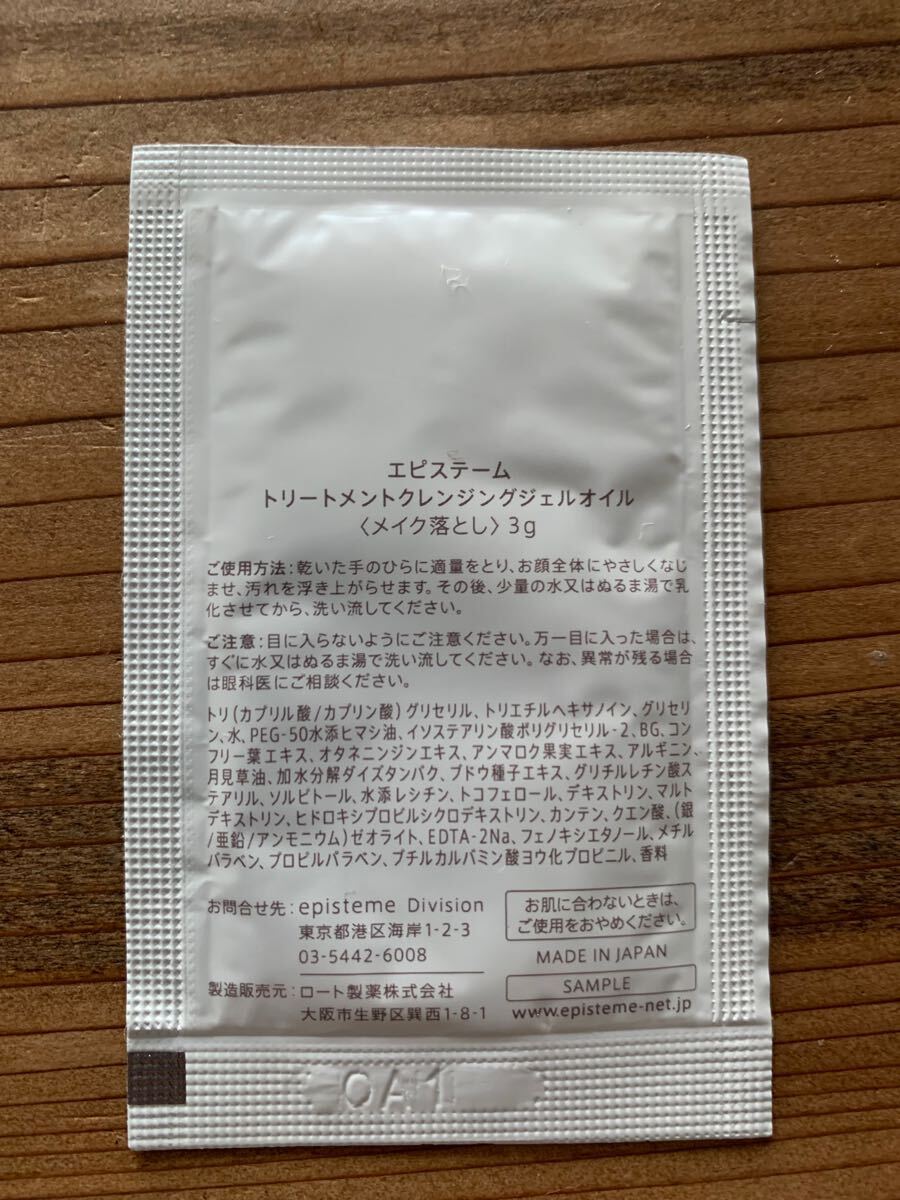 エピステーム
トリートメントクレンジングジェルオイル
〈メイク落とし〉3g
ご使用方法：乾いた手のひらに適量をとり、お顔全体にやさしくなじ
ませ、汚れを浮き上がらせます。その後、少量の水又はぬるま湯で乳
化させてから、洗い流してください。
ご注意：目に入らないようにご注意ください。万一目に入った場合は、
すぐに水又はぬるま湯で洗い流してください。なお、異常が残る場合
は眼科医にご相談ください。
トリ(カプリル酸/カプリン酸)グリセリル、トリエチルヘキサノイン、グリセリ
ン、水、PEG-50水添ヒマシ油、イソステアリン酸ポリグリセリル-2、BG、コン
フリー葉エキス、オタネニンジンエキス、アンマロク果実エキス、アルギニン、
月見草油、加水分解ダイズタンパク、ブドウ種子エキス、グリチルレチン酸ス
テアリル、ソルビトール、水添レシチン、トコフェロール、デキストリン、マルト
デキストリン、ヒドロキシプロピルシクロデキストリン、カンテン、クエン酸、(銀
/亜鉛/アンモニウム)ゼオライト、EDTA-2Na、フェノキシエタノール、メチル
パラベン、プロピルパラベン、ブチルカルバミン酸ヨウ化プロピニル、香料
お問合せ先：episteme Division
東京都港区海岸1-2-3
03-5442-6008
製造販売元：ロート製薬株式会社
大阪市生野区巽西1-8-1
お肌に合わないときは、
ご使用をおやめください。
MADE IN JAPAN
SAMPLE
www.episteme-net.jp
OA1